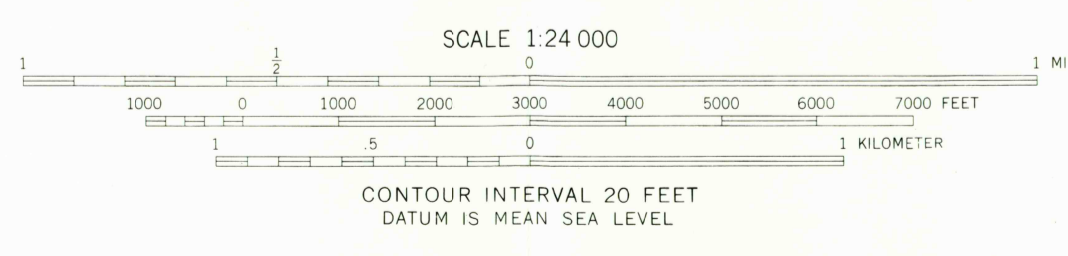 SCALE 1:24 000
1 1/2 0 1 MI
1000 0 1000 2000 3000 4000 5000 6000 7000 FEET
1 .5 0 1 KILOMETER
CONTOUR INTERVAL 20 FEET
DATUM IS MEAN SEA LEVEL